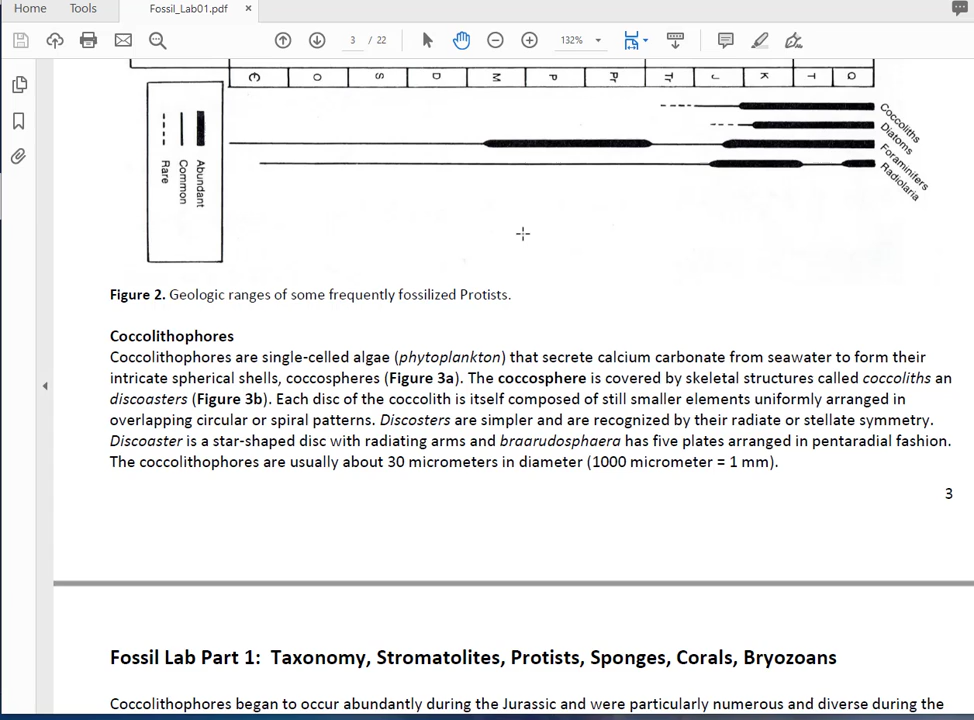 Home Tools Fossil_Lab01.pdf ×
3 / 22 132%
Є O S D M P Pr Tr J K T Q
Coccoliths
Diatoms
Foraminifers
Radiolaria
Abundant
Common
Rare
Figure 2. Geologic ranges of some frequently fossilized Protists.
Coccolithophores
Coccolithophores are single-celled algae (phytoplankton) that secrete calcium carbonate from seawater to form their
intricate spherical shells, coccospheres (Figure 3a). The coccosphere is covered by skeletal structures called coccoliths an
discoasters (Figure 3b). Each disc of the coccolith is itself composed of still smaller elements uniformly arranged in
overlapping circular or spiral patterns. Discosters are simpler and are recognized by their radiate or stellate symmetry.
Discoaster is a star-shaped disc with radiating arms and braarudosphaera has five plates arranged in pentaradial fashion.
The coccolithophores are usually about 30 micrometers in diameter (1000 micrometer = 1 mm).
3
Fossil Lab Part 1: Taxonomy, Stromatolites, Protists, Sponges, Corals, Bryozoans
Coccolithophores began to occur abundantly during the Jurassic and were particularly numerous and diverse during the